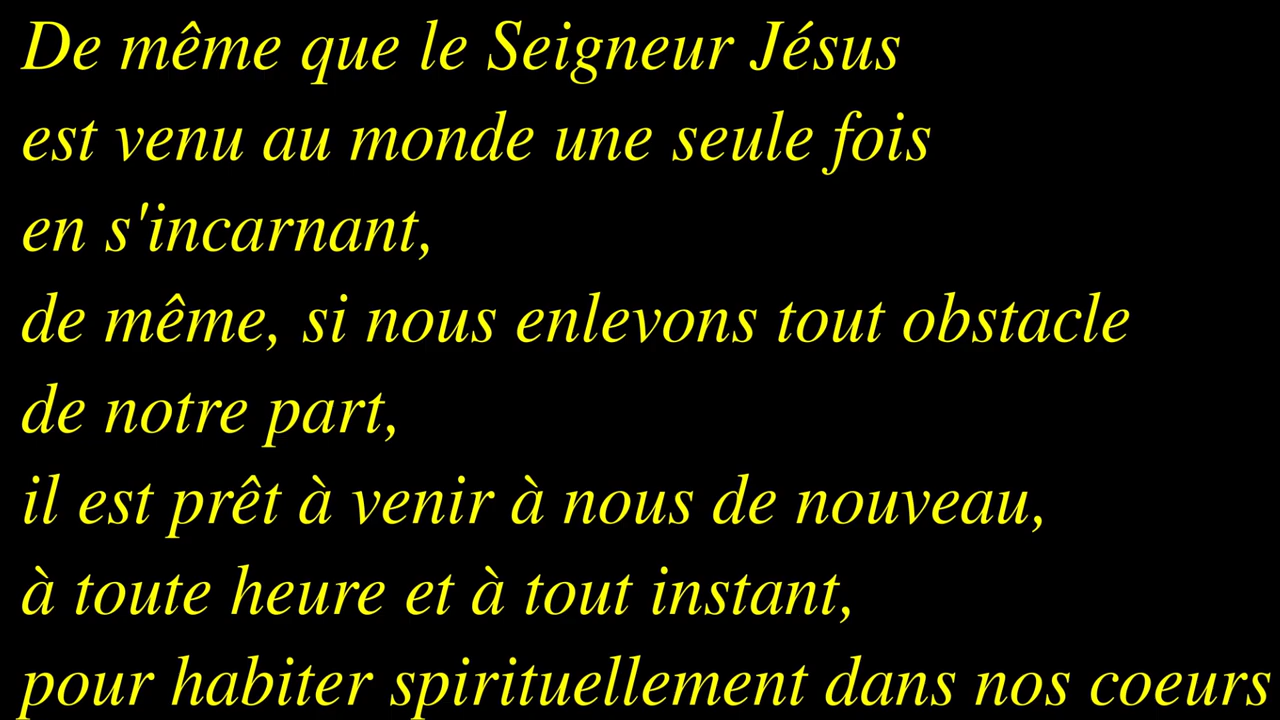 De même que le Seigneur Jésus
est venu au monde une seule fois
en s'incarnant,
de même, si nous enlevons tout obstacle
de notre part,
il est prêt à venir à nous de nouveau,
à toute heure et à tout instant,
pour habiter spirituellement dans nos coeurs